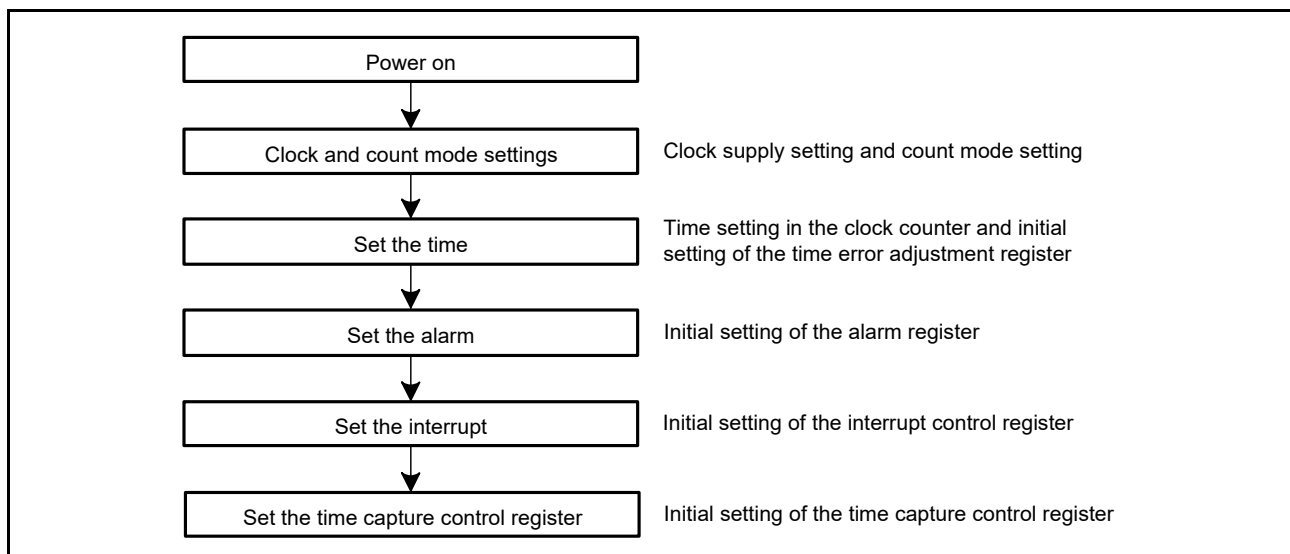 Power on
Clock and count mode settings
Clock supply setting and count mode setting
Set the time
Time setting in the clock counter and initial
setting of the time error adjustment register
Set the alarm
Initial setting of the alarm register
Set the interrupt
Initial setting of the interrupt control register
Set the time capture control register
Initial setting of the time capture control register